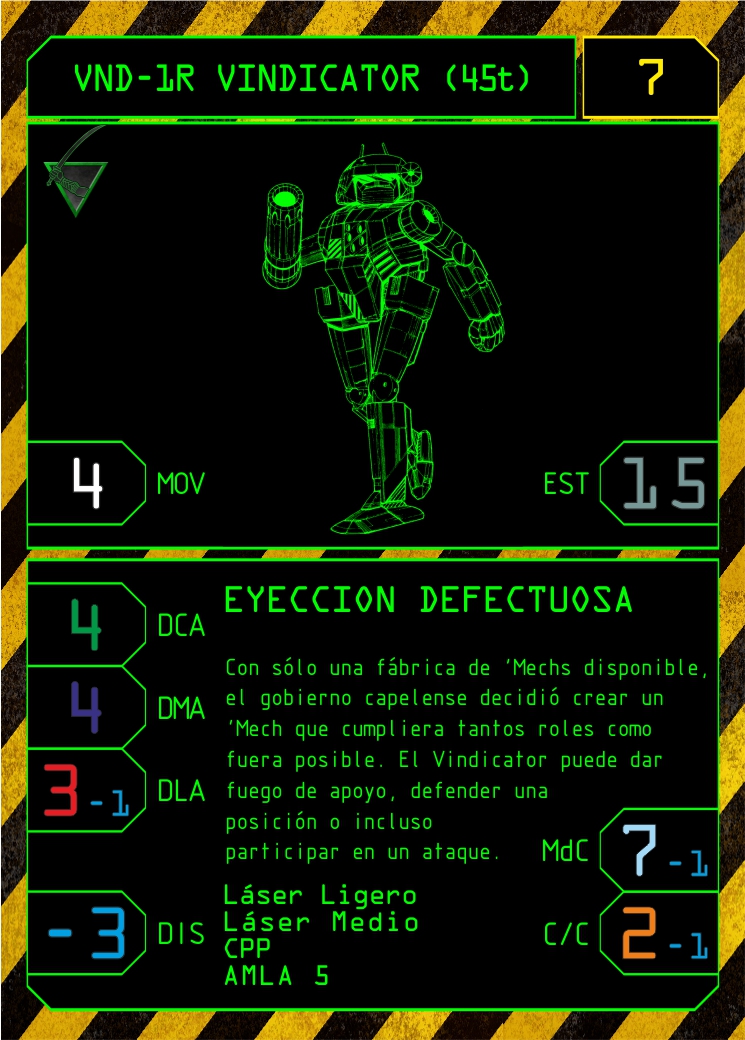 VND-1R VINDICATOR (45t)
7
4 MOV
EST 15
4 DCA
4 DMA
3 -1 DLA
-3 DIS
EYECCION DEFECTUOSA
Con sólo una fábrica de ‘Mechs disponible,
el gobierno capelense decidió crear un
‘Mech que cumpliera tantos roles como
fuera posible. El Vindicator puede dar
fuego de apoyo, defender una
posición o incluso
participar en un ataque.
Láser Ligero
Láser Medio
CPP
AMLA 5
MdC 7 -1
C/C 2 -1